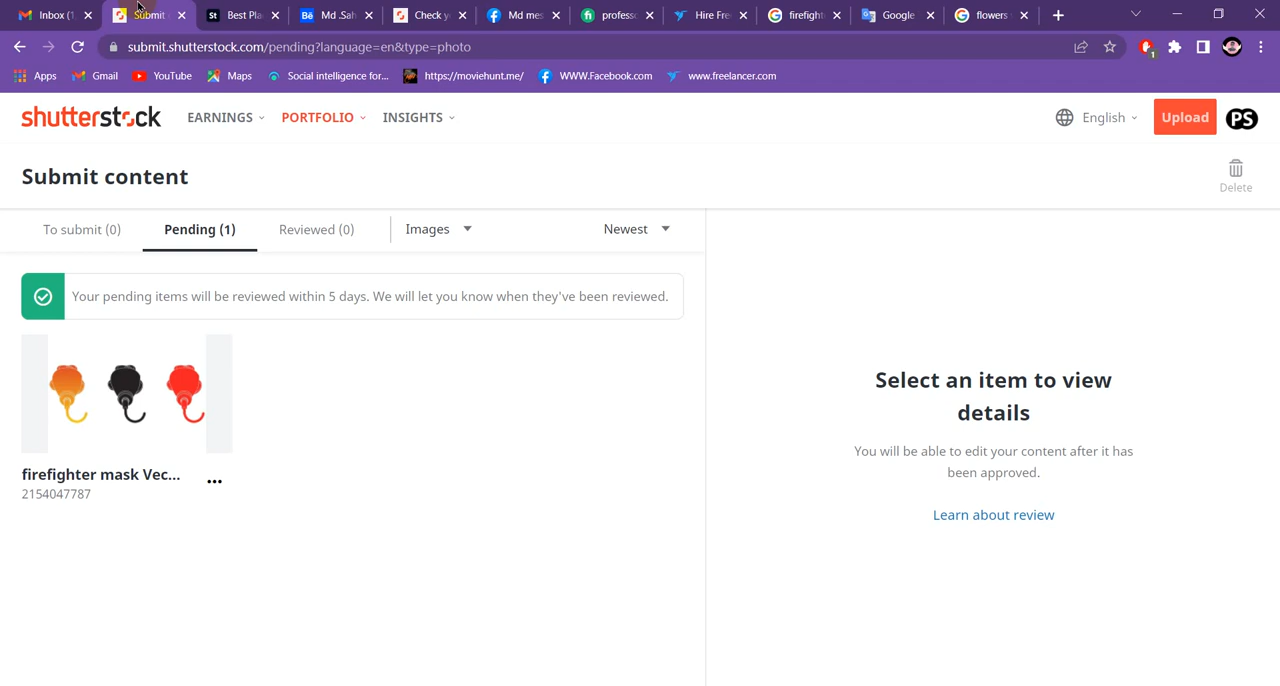 Inbox (1
Submit
St Best Pla
Bē Md .Sah
Check y
Md mes
fi profess
Hire Fre
firefight
Google
flowers
submit.shutterstock.com/pending?language=en&type=photo
1
Apps Gmail YouTube Maps Social intelligence for... https://moviehunt.me/ WWW.Facebook.com www.freelancer.com
shutterstock EARNINGS PORTFOLIO INSIGHTS English Upload PS
Submit content
Delete
To submit (0) Pending (1) Reviewed (0) Images Newest
Your pending items will be reviewed within 5 days. We will let you know when they've been reviewed.
Select an item to view
details
You will be able to edit your content after it has
been approved.
Learn about review
firefighter mask Vec... ...
2154047787